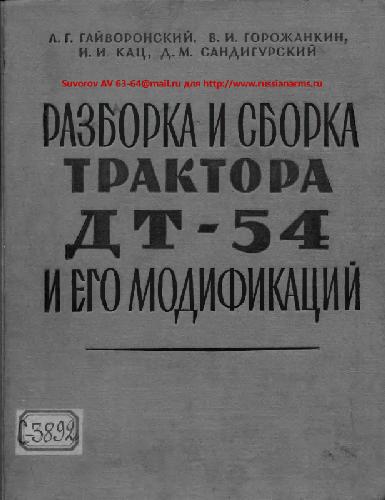 Л. Г. ГАЙВОРОНСКИЙ, В. И. ГОРОЖАНКИН,
И. И. КАЦ, Д. М. САНДИГУРСКИЙ
Suvorov AV 63-64@mail.ru для http://www.russianarms.ru
РАЗБОРКА И СБОРКА
ТРАКТОРА
ДТ-54
И ЕГО МОДИФИКАЦИЙ
С-3892